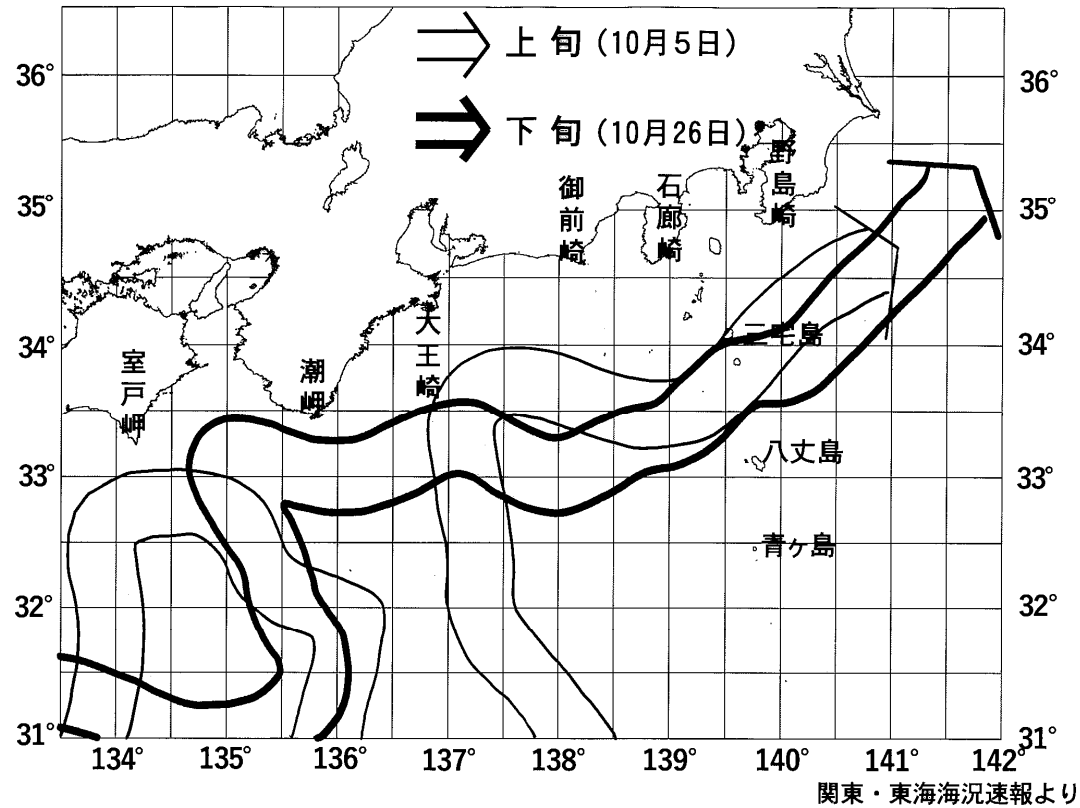 上旬（10月5日）
下旬（10月26日）
36°
35°
34°
33°
32°
31°
36°
35°
34°
33°
32°
31°
野島崎
石廊崎
御前崎
大王崎
潮岬
室戸岬
三宅島
八丈島
青ヶ島
134° 135° 136° 137° 138° 139° 140° 141° 142°
関東・東海海況速報より